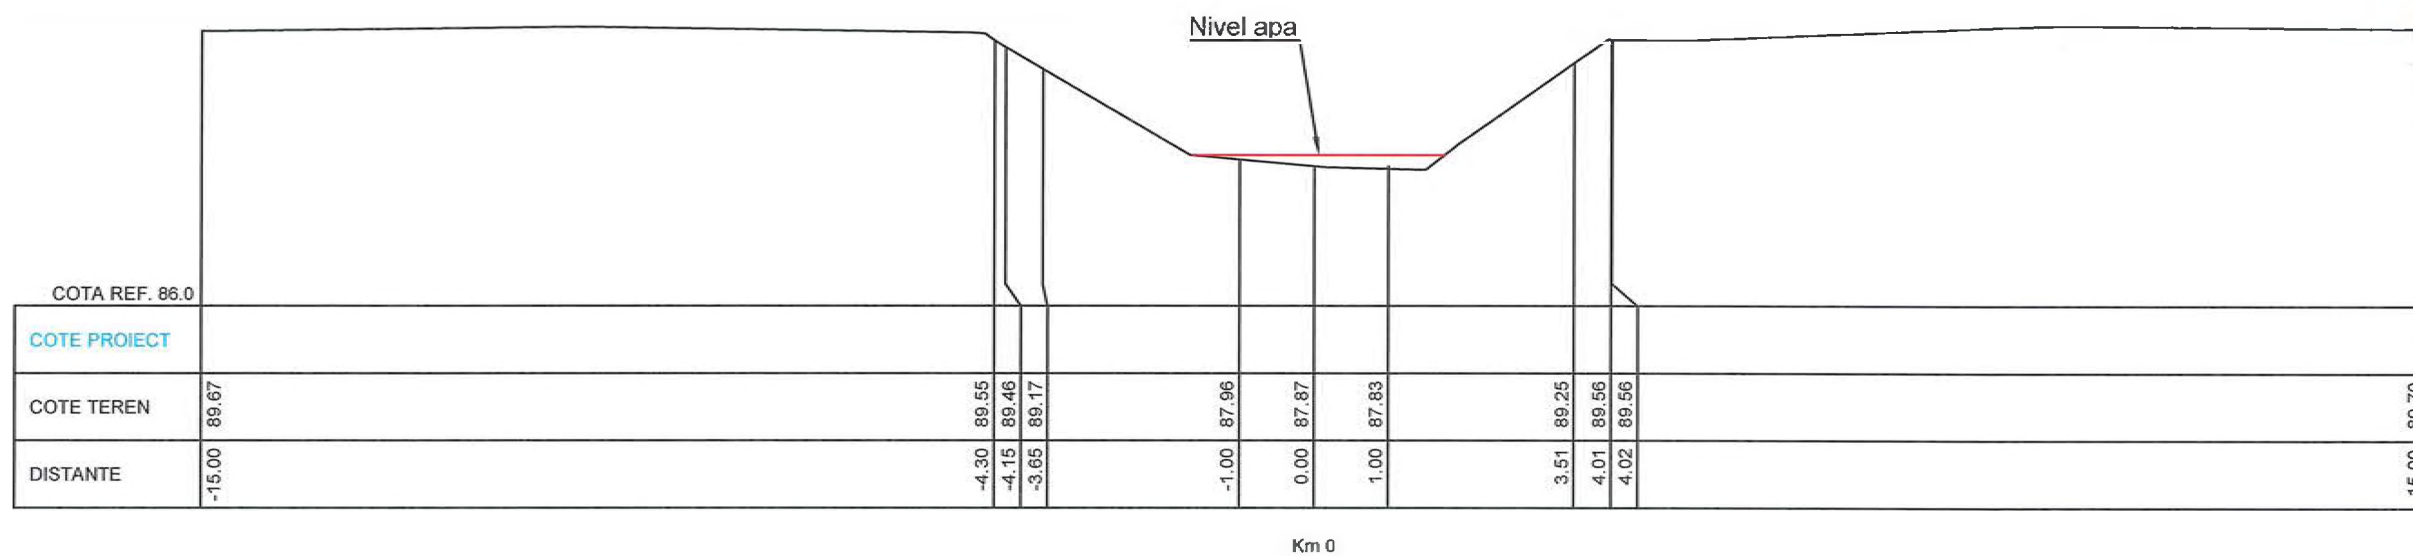 Nivel apa
COTA REF. 86.0
COTE PROIECT
COTE TEREN 89.67 89.55 89.46 89.17 87.96 87.87 87.83 89.25 89.56 89.56
DISTANTE -15.00 -4.30 -4.15 -3.65 -1.00 0.00 1.00 3.51 4.01 4.02
Km 0